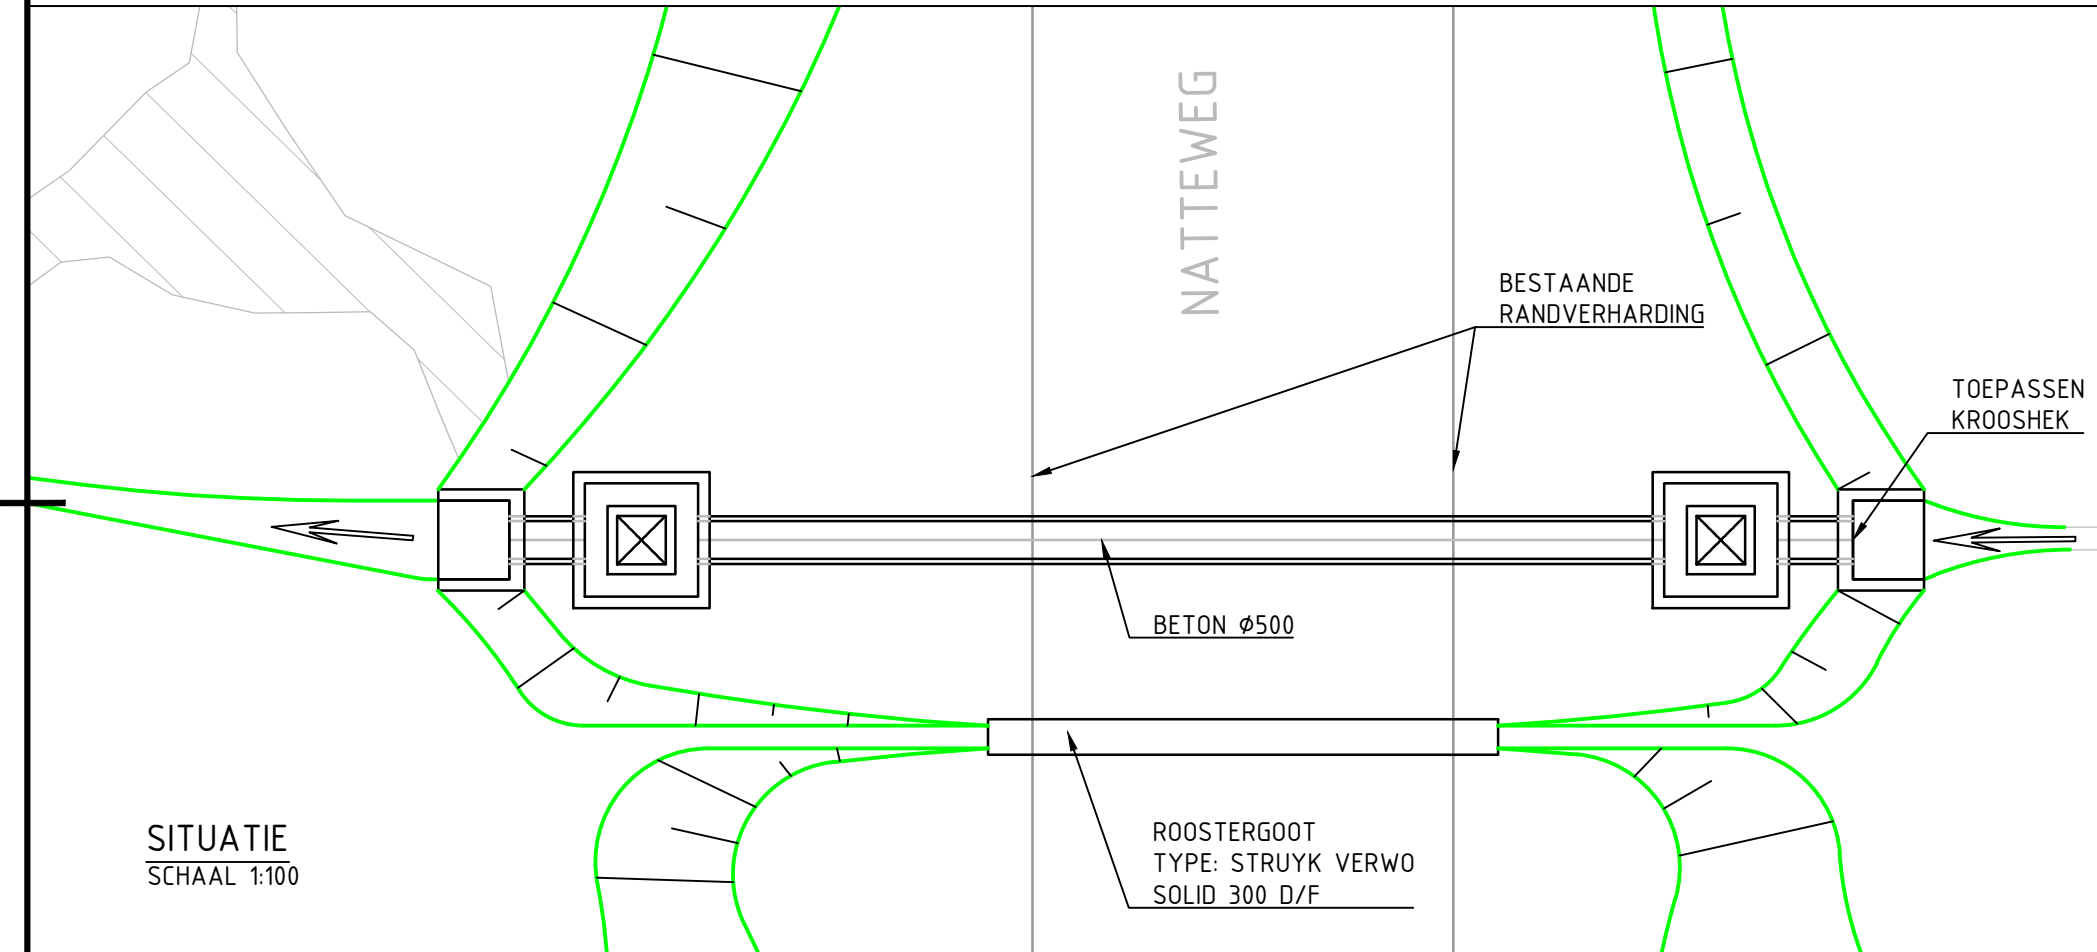 NATTEWEG
BESTAANDE
RANDVERHARDING
TOEPASSEN
KROOSHEK
BETON Ø500
ROOSTERGOOT
TYPE: STRUYK VERWO
SOLID 300 D/F
SITUATIE
SCHAAL 1:100